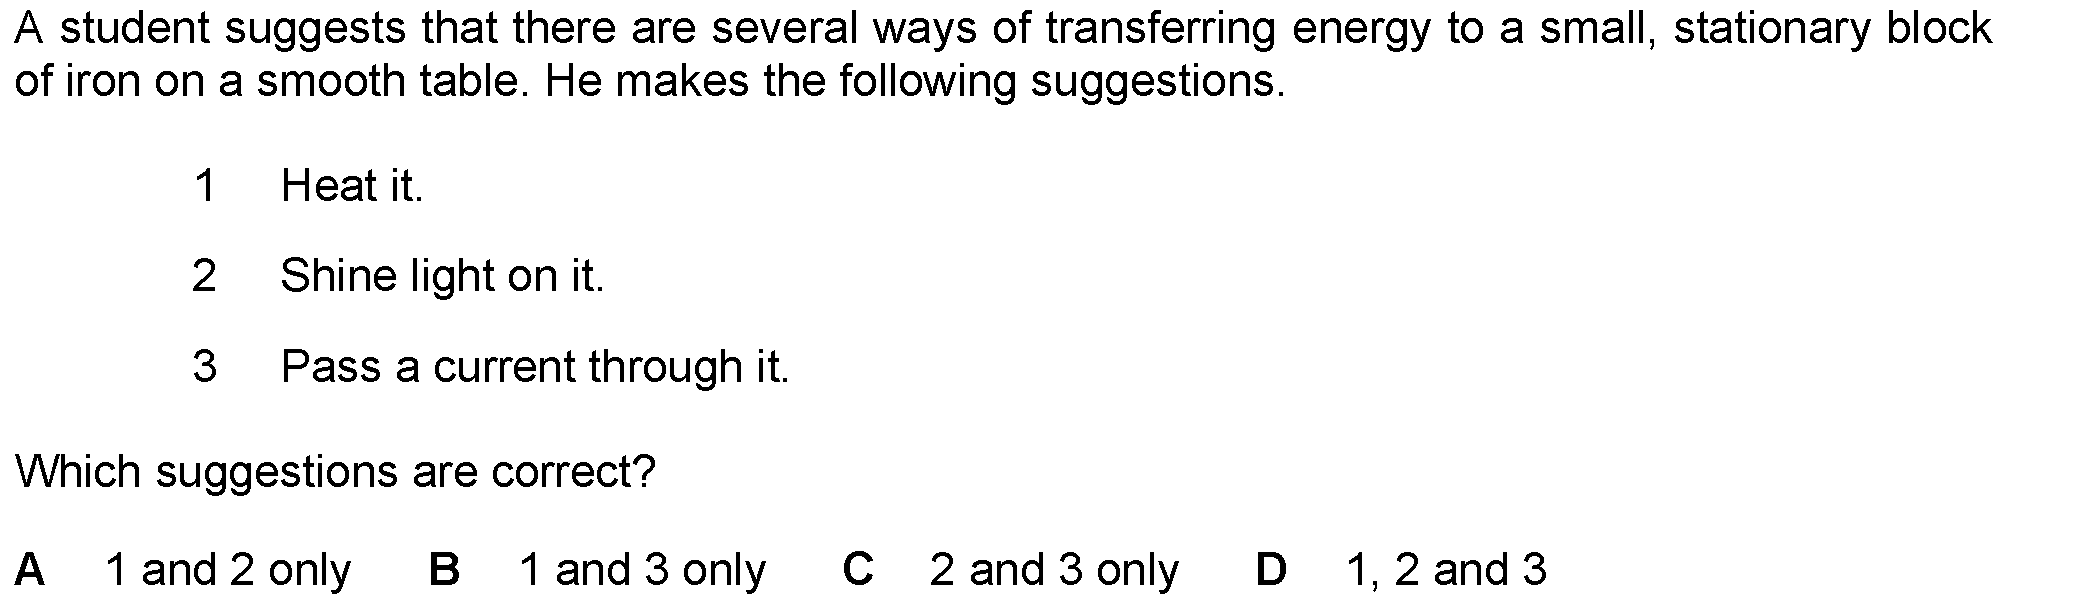 A student suggests that there are several ways of transferring energy to a small, stationary block
of iron on a smooth table. He makes the following suggestions.
1 Heat it.
2 Shine light on it.
3 Pass a current through it.
Which suggestions are correct?
A 1 and 2 only B 1 and 3 only C 2 and 3 only D 1, 2 and 3